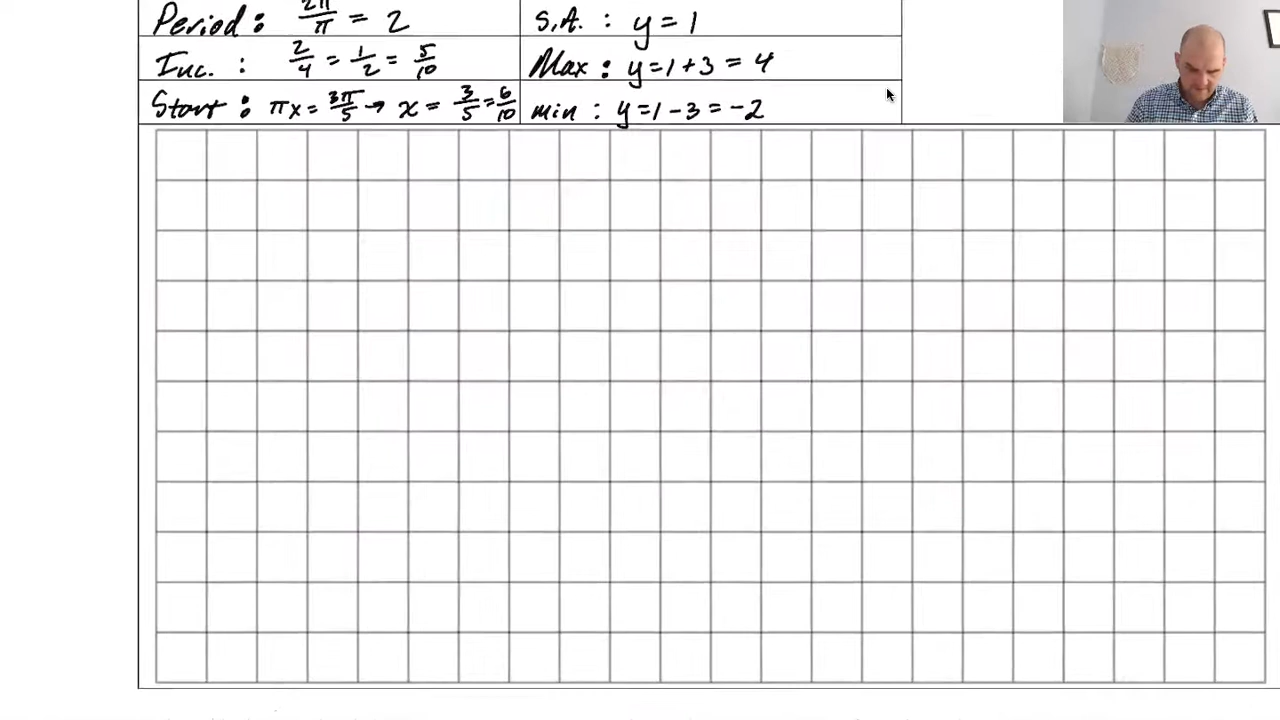 Period: 2π/π = 2
S.A. : y = 1
Inc. : 2/4 = 1/2 = 5/10
Max : y=1+3 = 4
Start : πx = 3π/5 → x = 3/5 = 6/10
min : y=1-3 = -2